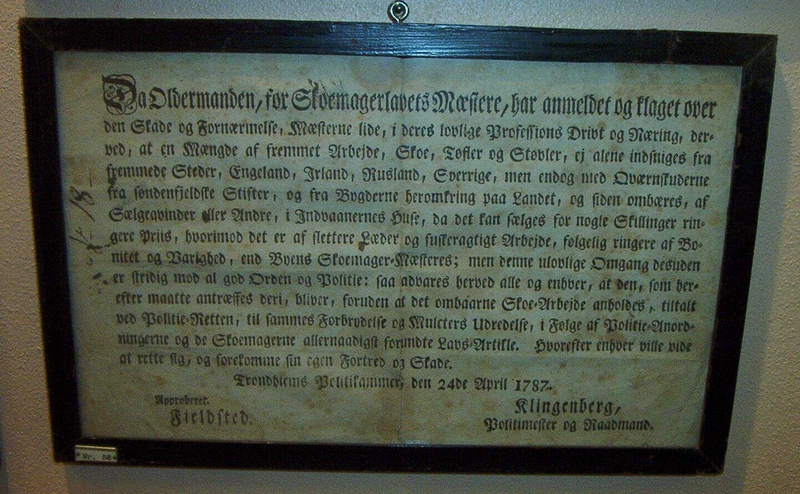 Da Oldermanden, for Skoemagerlavets Mæstere, har anmeldet og klaget over
den Skade og Fornærmelse, Mæsterne lide, i deres lovlige Professions Drivt og Næring, der-
ved, at en Mængde af fremmet Arbejde, Skoe, Tøfler og Støvler, ej alene indsniges fra
fremmede Steder, Engeland, Irland, Rusland, Sverrige, men endog med Qværnskuderne
fra søndenfjeldske Stifter, og fra Bygderne heromkring paa Landet, og siden ombæres, af
Sælgeqvinder eller Andre, i Indvaanernes Huse, da det kan sælges for nogle Skillinger rin-
gere Priis, hvorimod det er af slettere Læder og fuskeragtigt Arbejde, følgelig ringere af Bo-
nitet og Varighed, end Byens Skoemager-Mæsteres; men denne ulovlige Omgang desuden
er stridig mod al god Orden og Politie: saa advares herved alle og enhver, at den, som her-
efter maatte antræffes deri, bliver, foruden at det ombaarne Skoe-Arbejde anholdes, tiltalt
ved Politie-Retten, til sammes Forbrydelse og Mulcters Udredelse, i Følge af Politie-Anord-
ningerne og de Skoemagerne allernaadigst forundte Lavs-Artikle. Hvorefter enhver ville vide
at rette sig, og forekomme sin egen Fortred og Skade.
Trondhiems Politikammer, den 24de April 1787.
Approberet.
Fieldsted.
Klingenberg,
Politimester og Raadmand.
Nr. 58